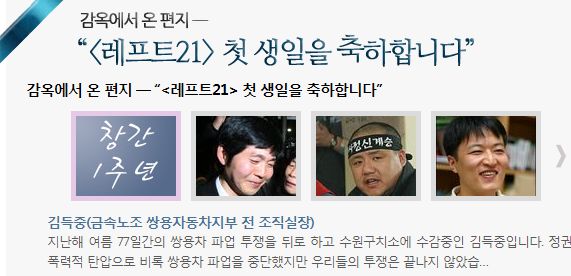 감옥에서 온 편지 —
“<레프트21> 첫 생일을 축하합니다”
감옥에서 온 편지 — “<레프트21> 첫 생일을 축하합니다”
창간
1주년
김득중(금속노조 쌍용자동차지부 전 조직실장)
지난해 여름 77일간의 쌍용차 파업 투쟁을 뒤로 하고 수원구치소에 수감중인 김득중입니다. 정권
폭력적 탄압으로 비록 쌍용차 파업을 중단했지만 우리들의 투쟁은 끝나지 않았습...